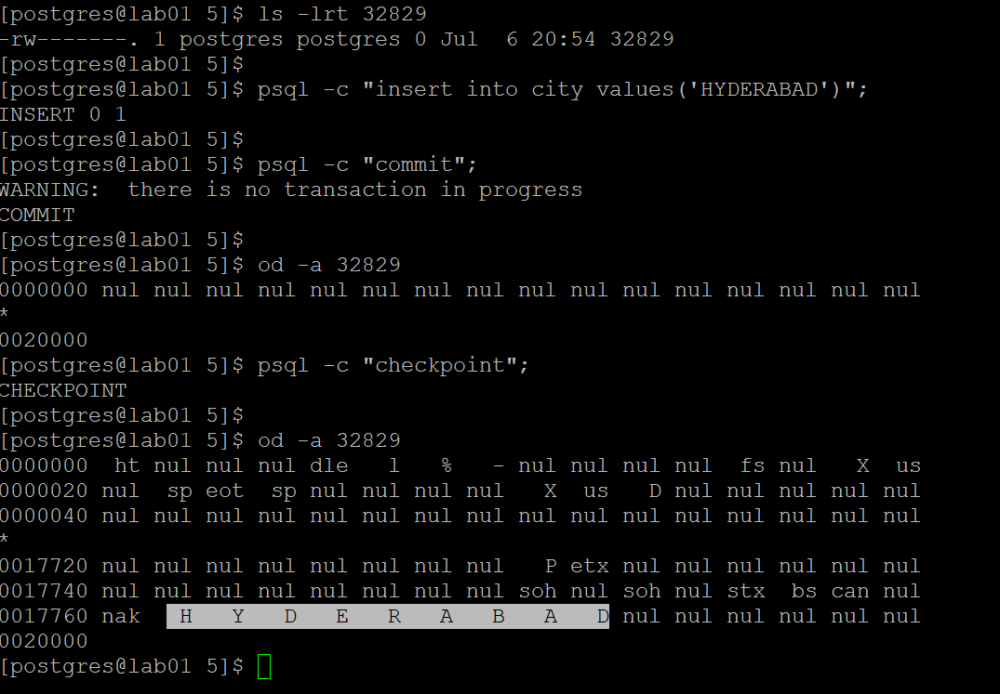 [postgres@lab01 5]$ ls -lrt 32829
-rw-------. 1 postgres postgres 0 Jul  6 20:54 32829
[postgres@lab01 5]$
[postgres@lab01 5]$ psql -c "insert into city values('HYDERABAD')";
INSERT 0 1
[postgres@lab01 5]$
[postgres@lab01 5]$ psql -c "commit";
WARNING:  there is no transaction in progress
COMMIT
[postgres@lab01 5]$
[postgres@lab01 5]$ od -a 32829
0000000 nul nul nul nul nul nul nul nul nul nul nul nul nul nul nul nul
*
0020000
[postgres@lab01 5]$ psql -c "checkpoint";
CHECKPOINT
[postgres@lab01 5]$
[postgres@lab01 5]$ od -a 32829
0000000  ht nul nul nul dle   l   %   - nul nul nul nul  fs nul   X  us
0000020 nul  sp eot  sp nul nul nul nul   X  us   D nul nul nul nul nul
0000040 nul nul nul nul nul nul nul nul nul nul nul nul nul nul nul nul
*
0017720 nul nul nul nul nul nul nul nul   P etx nul nul nul nul nul nul
0017740 nul nul nul nul nul nul nul nul soh nul soh nul stx  bs can nul
0017760 nak   H   Y   D   E   R   A   B   A   D nul nul nul nul nul nul
0020000
[postgres@lab01 5]$